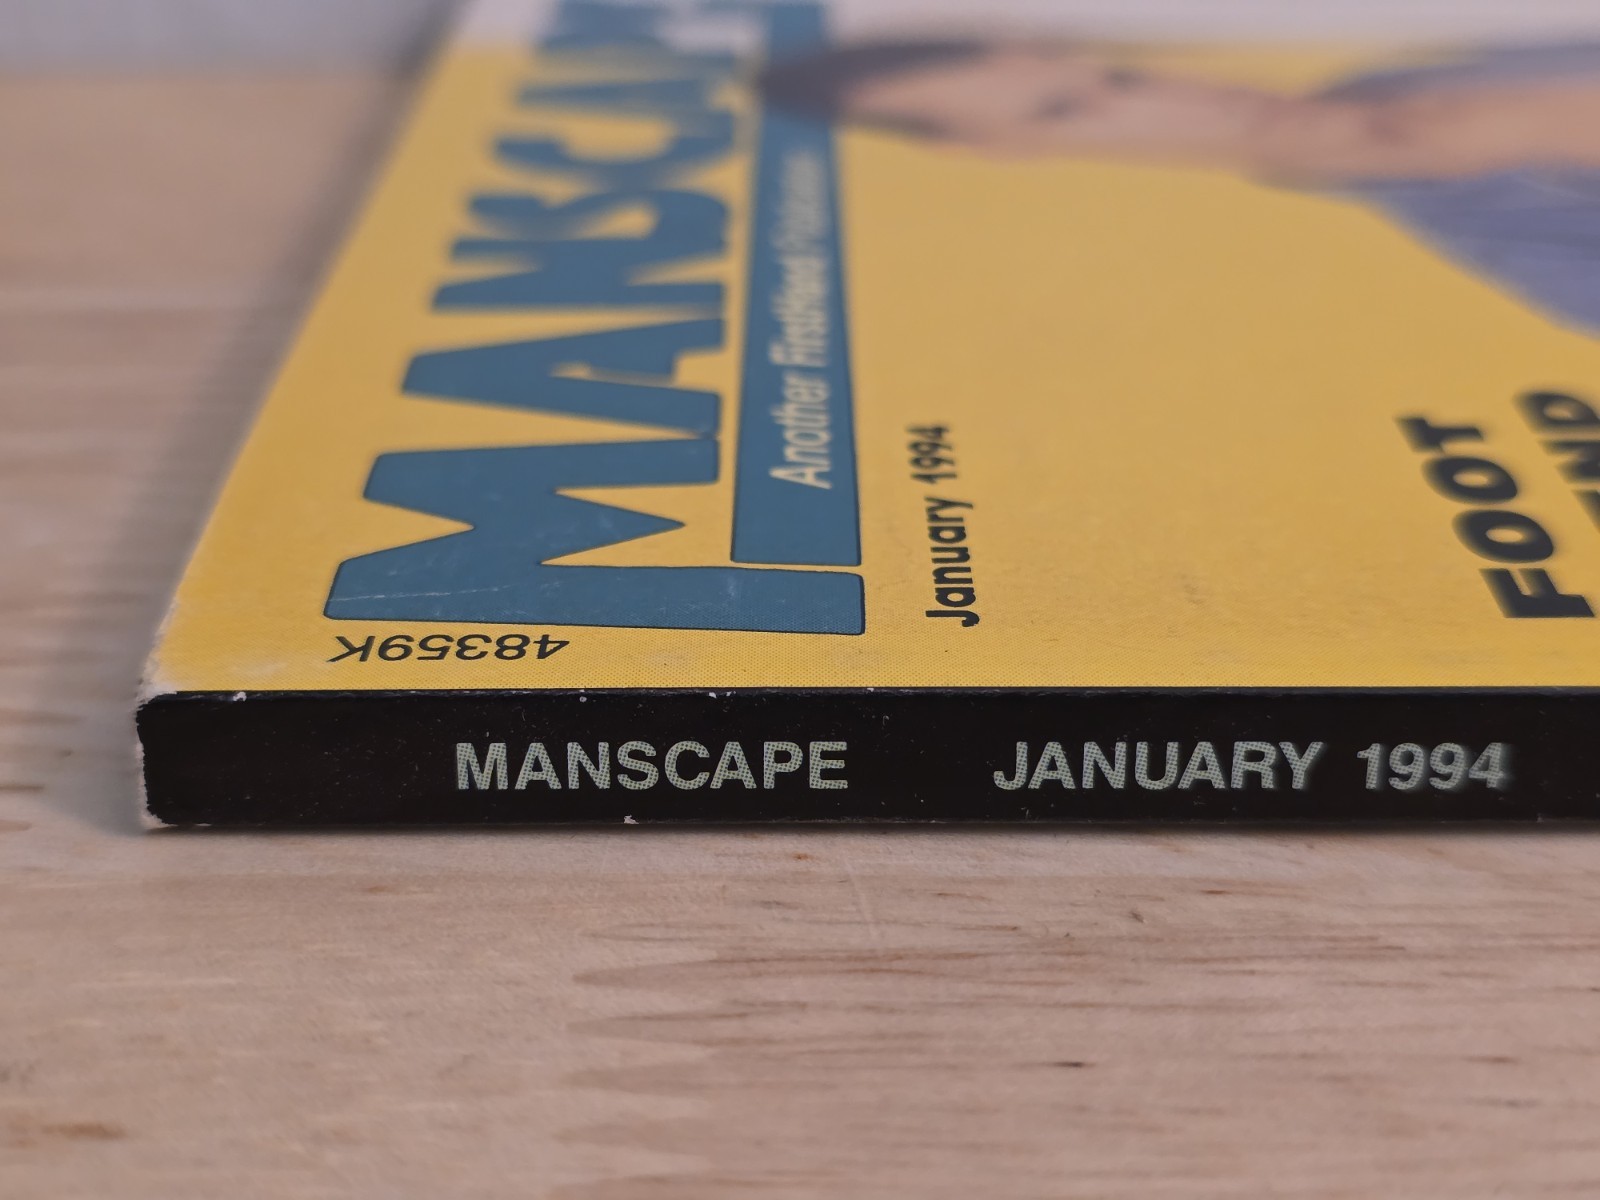 MANSCAPE
Another FirstHand Publication
January 1994
FOOT
48359K
MANSCAPE JANUARY 1994